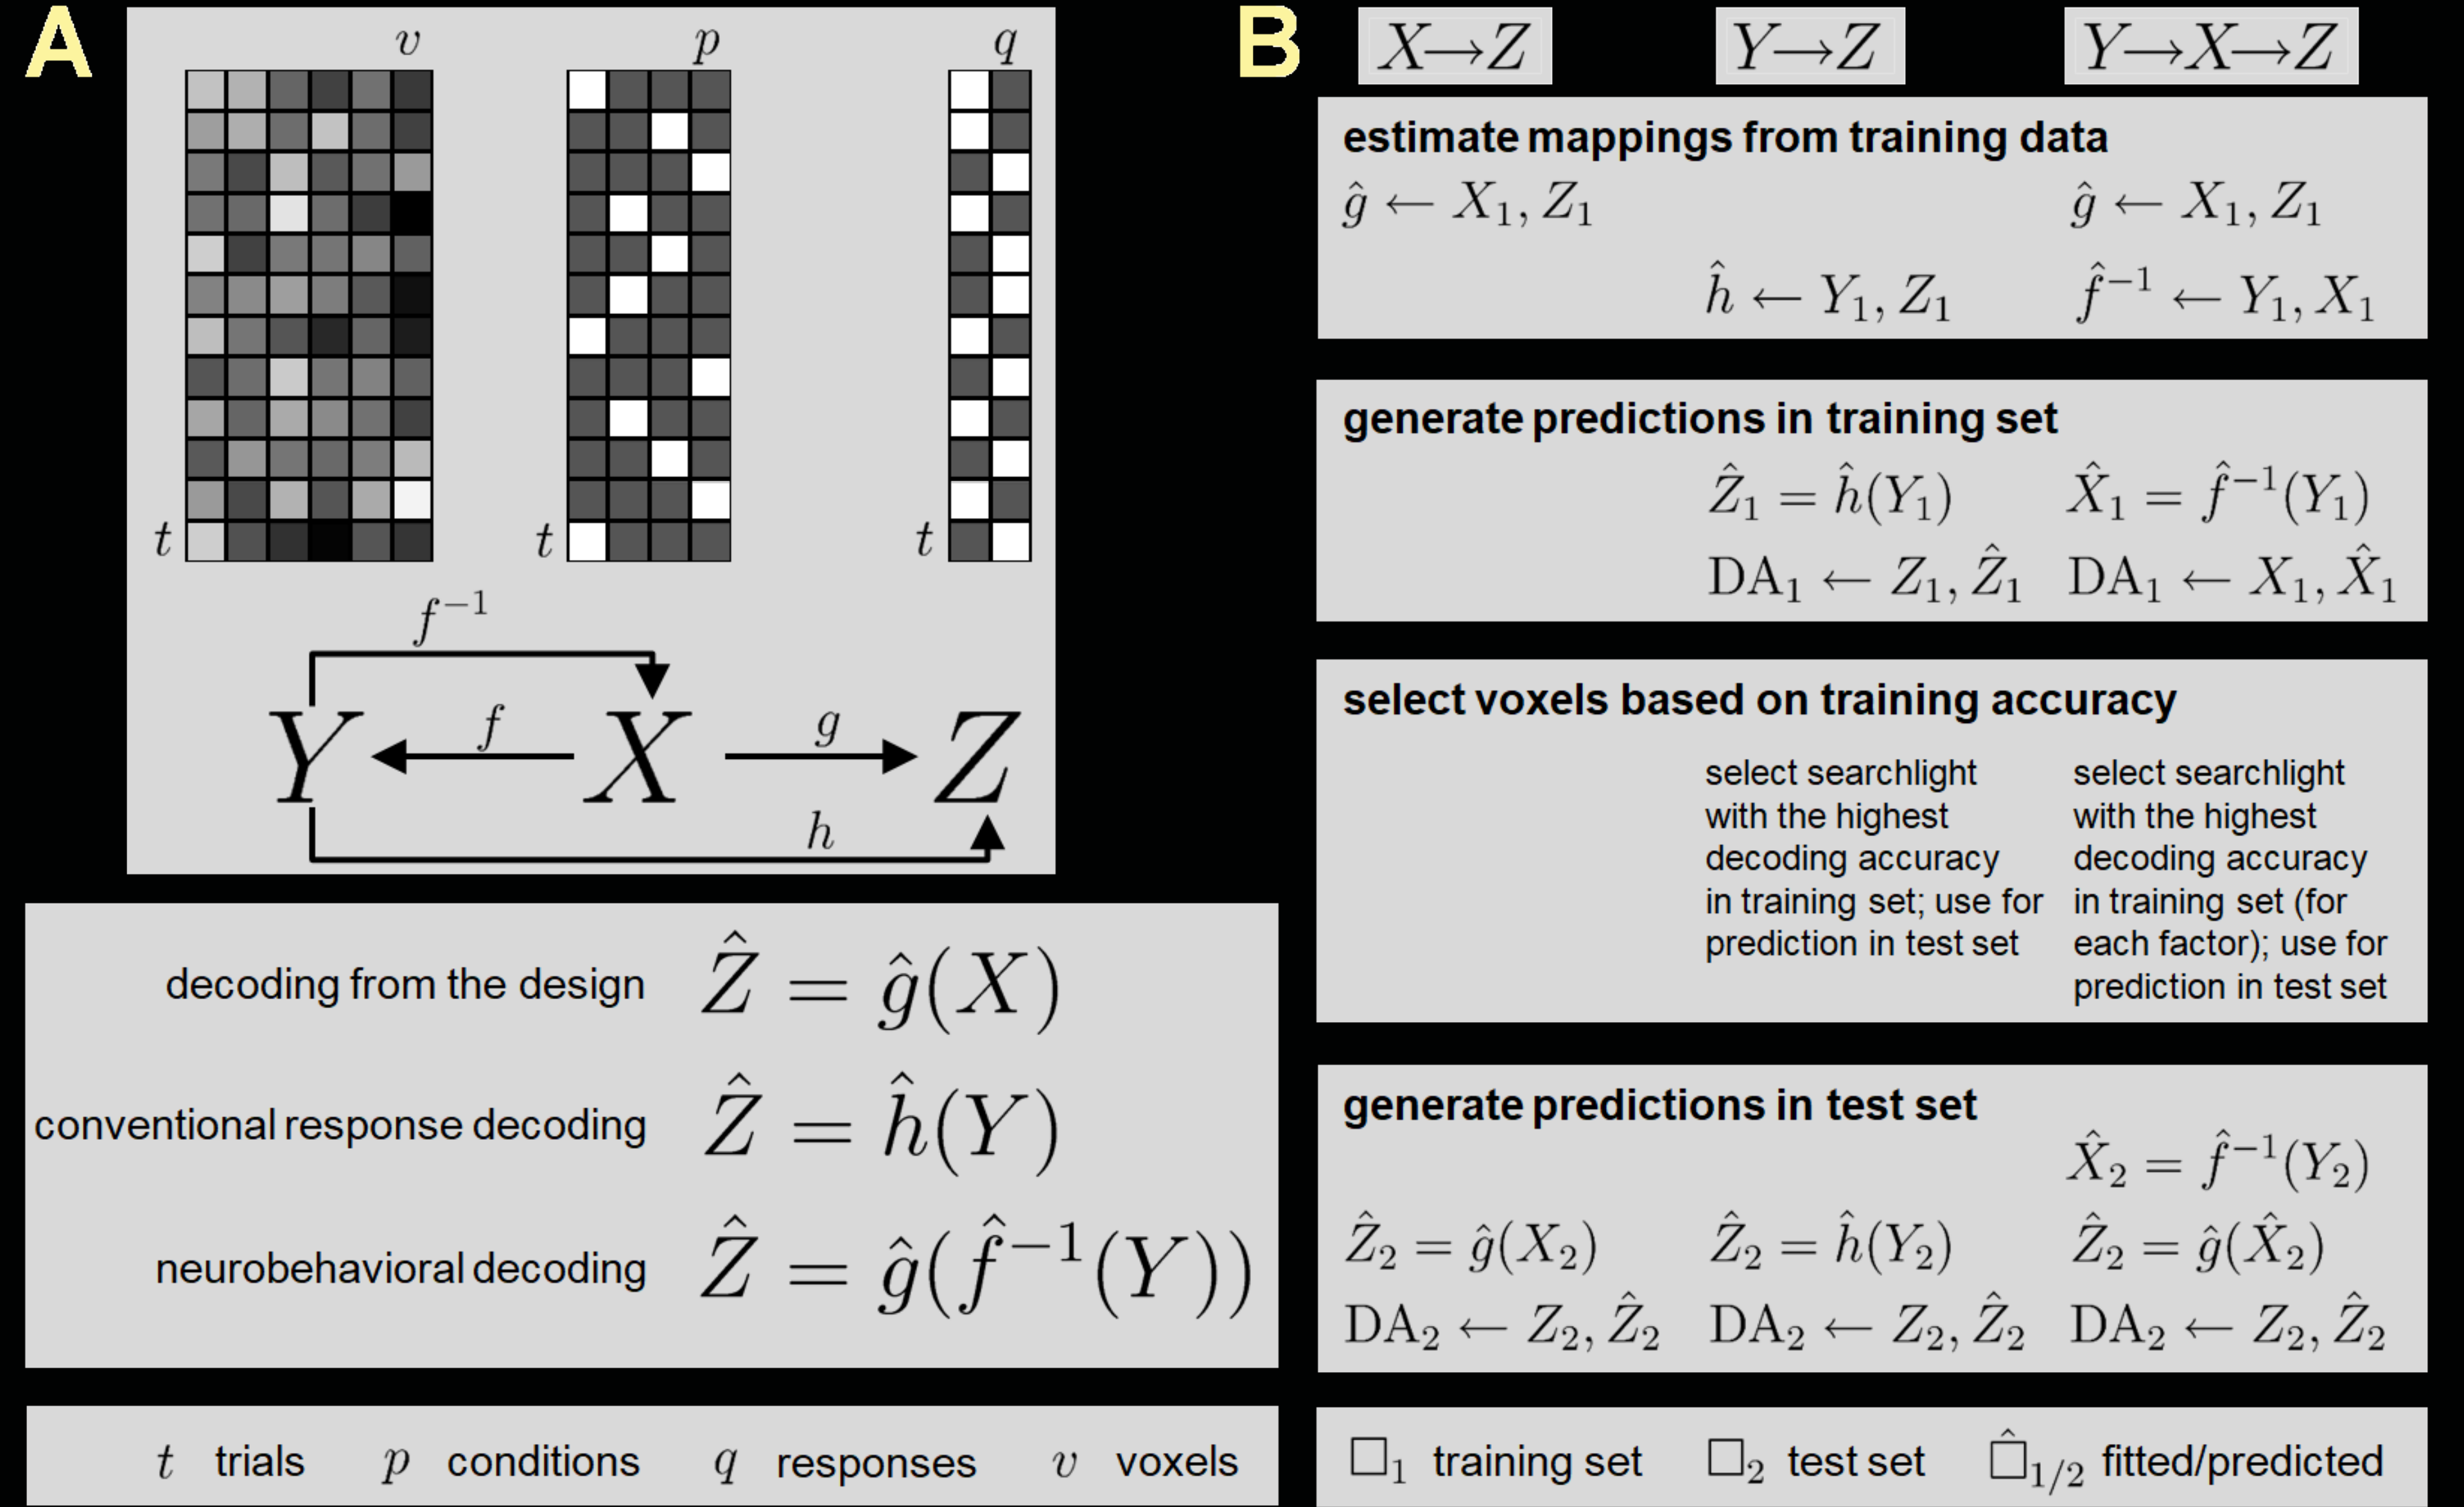 A
v p q
t t t
f⁻¹
Y f X g Z
h
decoding from the design Ẑ = ĝ(X)
conventional response decoding Ẑ = ĥ(Y)
neurobehavioral decoding Ẑ = ĝ(f̂⁻¹(Y))
t trials p conditions q responses v voxels
B
X→Z Y→Z Y→X→Z
estimate mappings from training data
ĝ ← X₁, Z₁ ĝ ← X₁, Z₁
ĥ ← Y₁, Z₁ f̂⁻¹ ← Y₁, X₁
generate predictions in training set
Ẑ₁ = ĥ(Y₁) X̂₁ = f̂⁻¹(Y₁)
DA₁ ← Z₁, Ẑ₁ DA₁ ← X₁, X̂₁
select voxels based on training accuracy
select searchlight
with the highest
decoding accuracy
in training set; use for
prediction in test set
select searchlight
with the highest
decoding accuracy
in training set (for
each factor); use for
prediction in test set
generate predictions in test set
X̂₂ = f̂⁻¹(Y₂)
Ẑ₂ = ĝ(X₂) Ẑ₂ = ĥ(Y₂) Ẑ₂ = ĝ(X̂₂)
DA₂ ← Z₂, Ẑ₂ DA₂ ← Z₂, Ẑ₂ DA₂ ← Z₂, Ẑ₂
□₁ training set □₂ test set □̂₁/₂ fitted/predicted